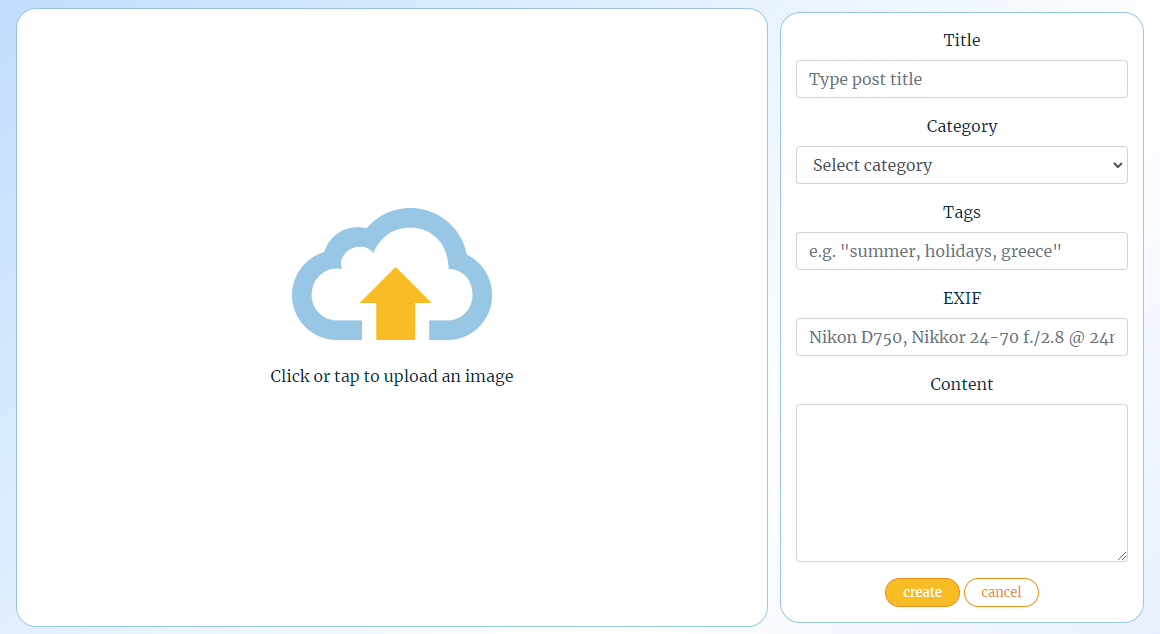 Click or tap to upload an image
Title
Type post title
Category
Select category
Tags
e.g. "summer, holidays, greece"
EXIF
Nikon D750, Nikkor 24-70 f./2.8 @
Content
create
cancel